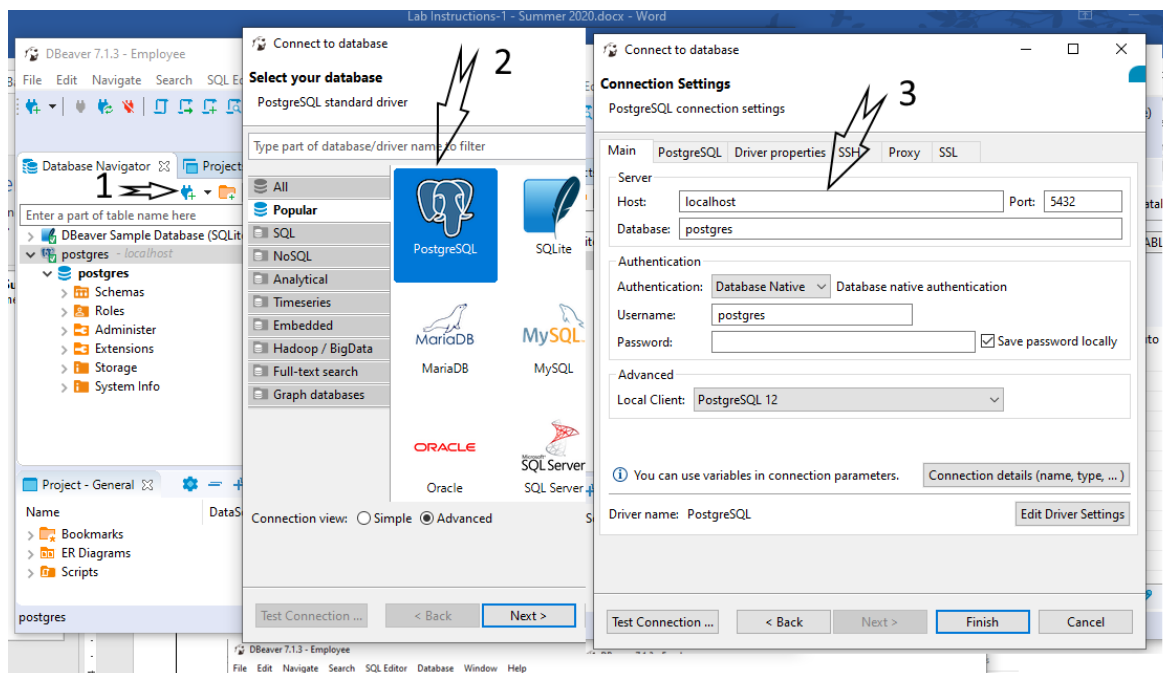 Lab Instructions-1 - Summer 2020.docx - Word
DBeaver 7.1.3 - Employee
File Edit Navigate Search SQL Ed
Database Navigator Project
1
Enter a part of table name here
DBeaver Sample Database (SQLit
postgres - localhost
postgres
Schemas
Roles
Administer
Extensions
Storage
System Info
Project - General
Name DataS
Bookmarks
ER Diagrams
Scripts
postgres
Connect to database
2
Select your database
PostgreSQL standard driver
Type part of database/driver name to filter
All
Popular
SQL
NoSQL
Analytical
Timeseries
Embedded
Hadoop / BigData
Full-text search
Graph databases
PostgreSQL
SQLite
MariaDB
MariaDB
MySQL
MySQL
ORACLE
Oracle
Microsoft
SQL Server
SQL Server
Connection view: Simple Advanced
Test Connection ... < Back Next >
Connect to database
Connection Settings
3
PostgreSQL connection settings
Main PostgreSQL Driver properties SSH Proxy SSL
Server
Host: localhost Port: 5432
Database: postgres
Authentication
Authentication: Database Native Database native authentication
Username: postgres
Password: Save password locally
Advanced
Local Client: PostgreSQL 12
You can use variables in connection parameters. Connection details (name, type, ... )
Driver name: PostgreSQL Edit Driver Settings
Test Connection ... < Back Next > Finish Cancel
DBeaver 7.1.3 - Employee
File Edit Navigate Search SQL Editor Database Window Help